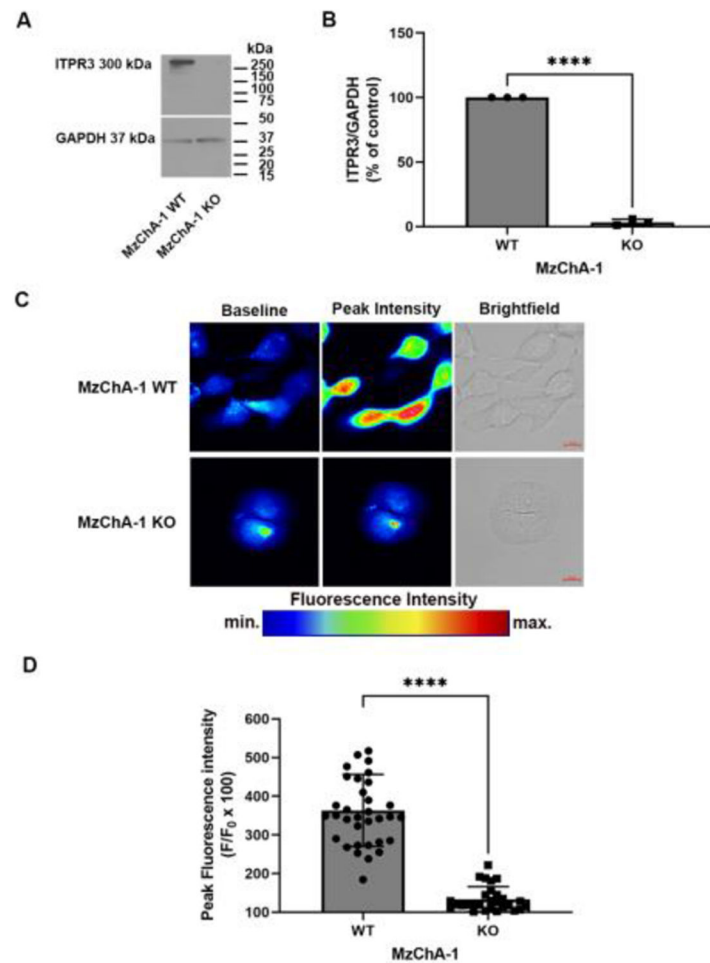 A
kDa
ITPR3 300 kDa
250
150
100
75
50
GAPDH 37 kDa
37
25
20
15
MzChA-1 WT
MzChA-1 KO
B
****
ITPR3/GAPDH
(% of control)
150
100
50
0
WT KO
MzChA-1
C
Baseline Peak Intensity Brightfield
MzChA-1 WT
MzChA-1 KO
Fluorescence Intensity
min. max.
D
****
Peak Fluorescence intensity
(F/F₀ x 100)
600
500
400
300
200
100
WT KO
MzChA-1